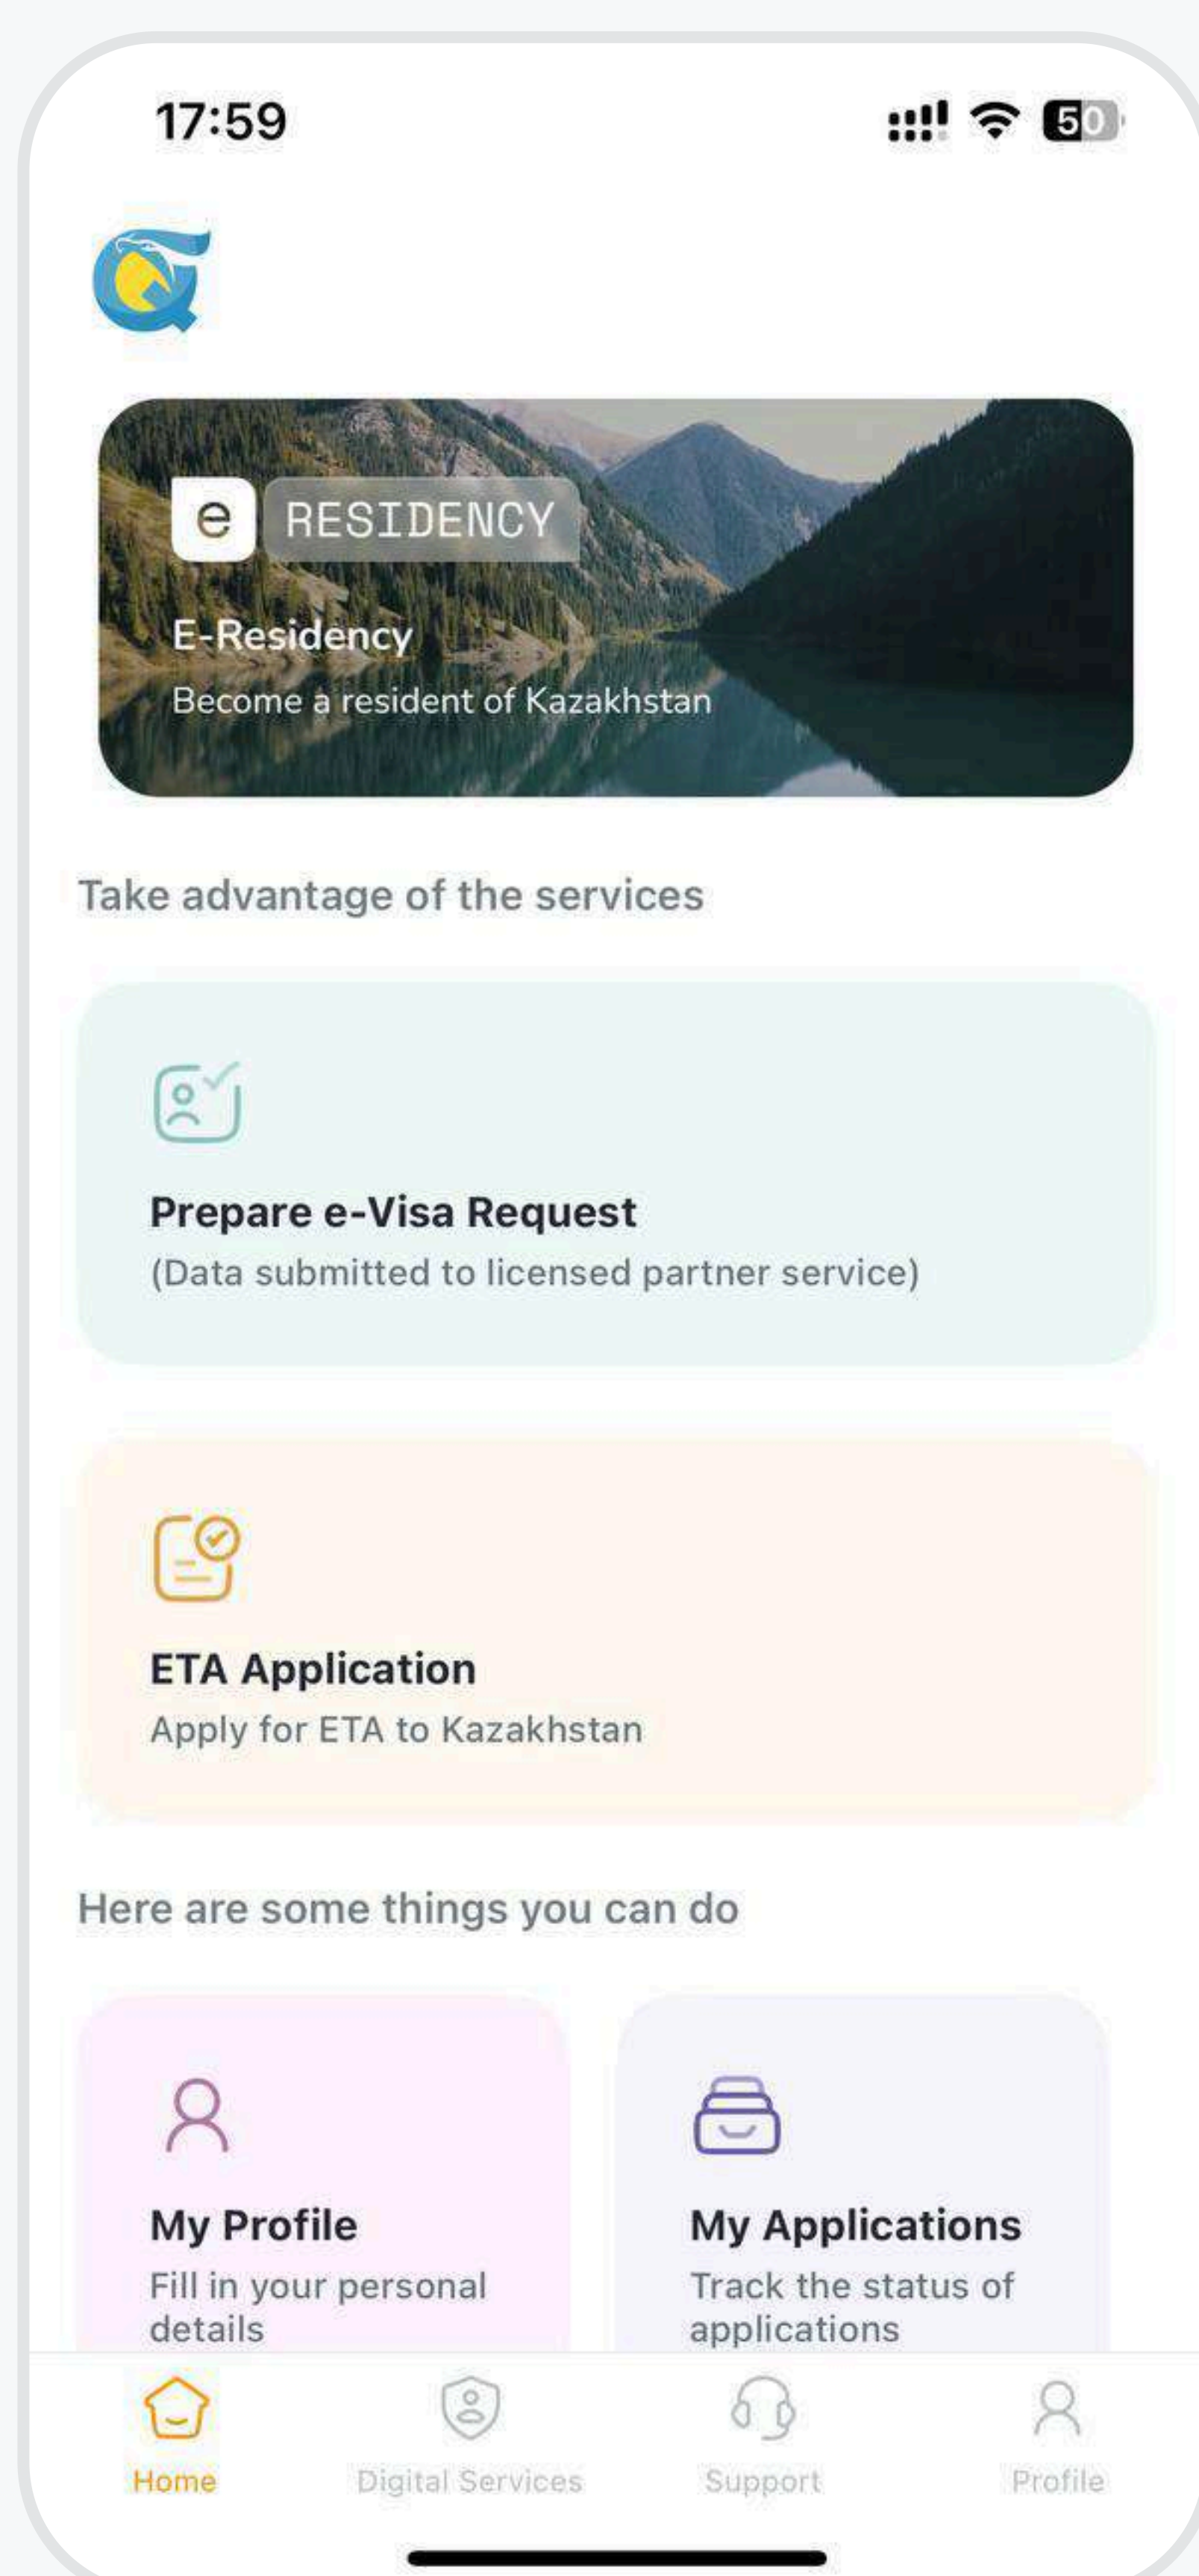 17:59
50
e RESIDENCY
E-Residency
Become a resident of Kazakhstan
Take advantage of the services
Prepare e-Visa Request
(Data submitted to licensed partner service)
ETA Application
Apply for ETA to Kazakhstan
Here are some things you can do
My Profile
Fill in your personal
details
My Applications
Track the status of
applications
Home
Digital Services
Support
Profile